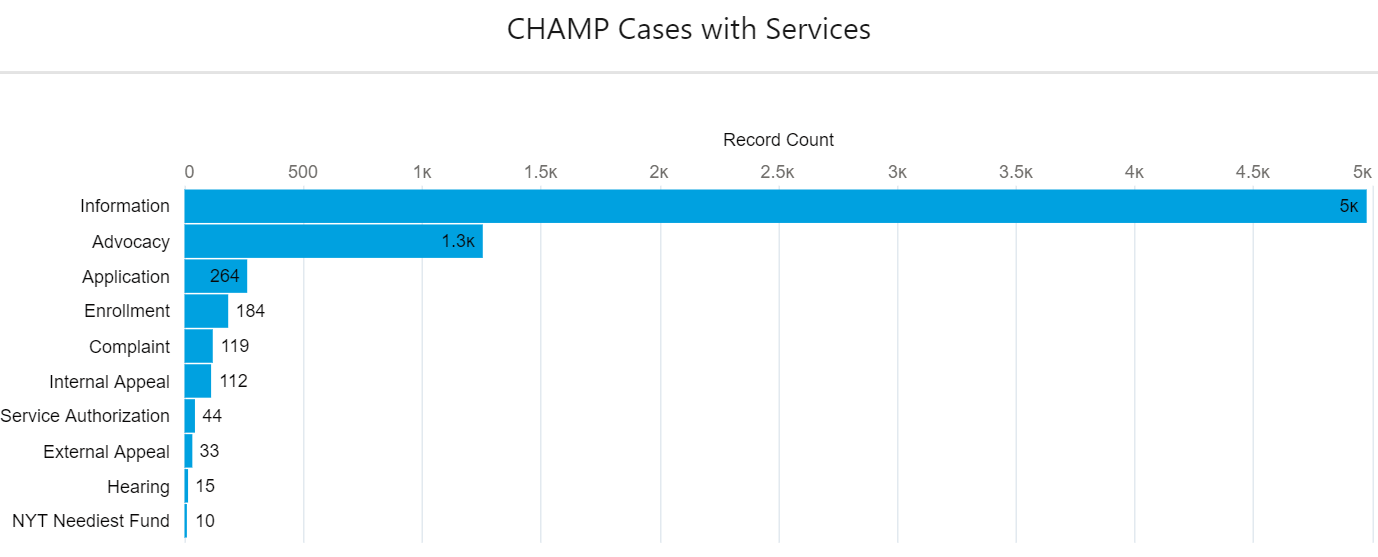 CHAMP Cases with Services
Record Count
0 500 1K 1.5K 2K 2.5K 3K 3.5K 4K 4.5K 5K
Information 5K
Advocacy 1.3K
Application 264
Enrollment 184
Complaint 119
Internal Appeal 112
Service Authorization 44
External Appeal 33
Hearing 15
NYT Neediest Fund 10